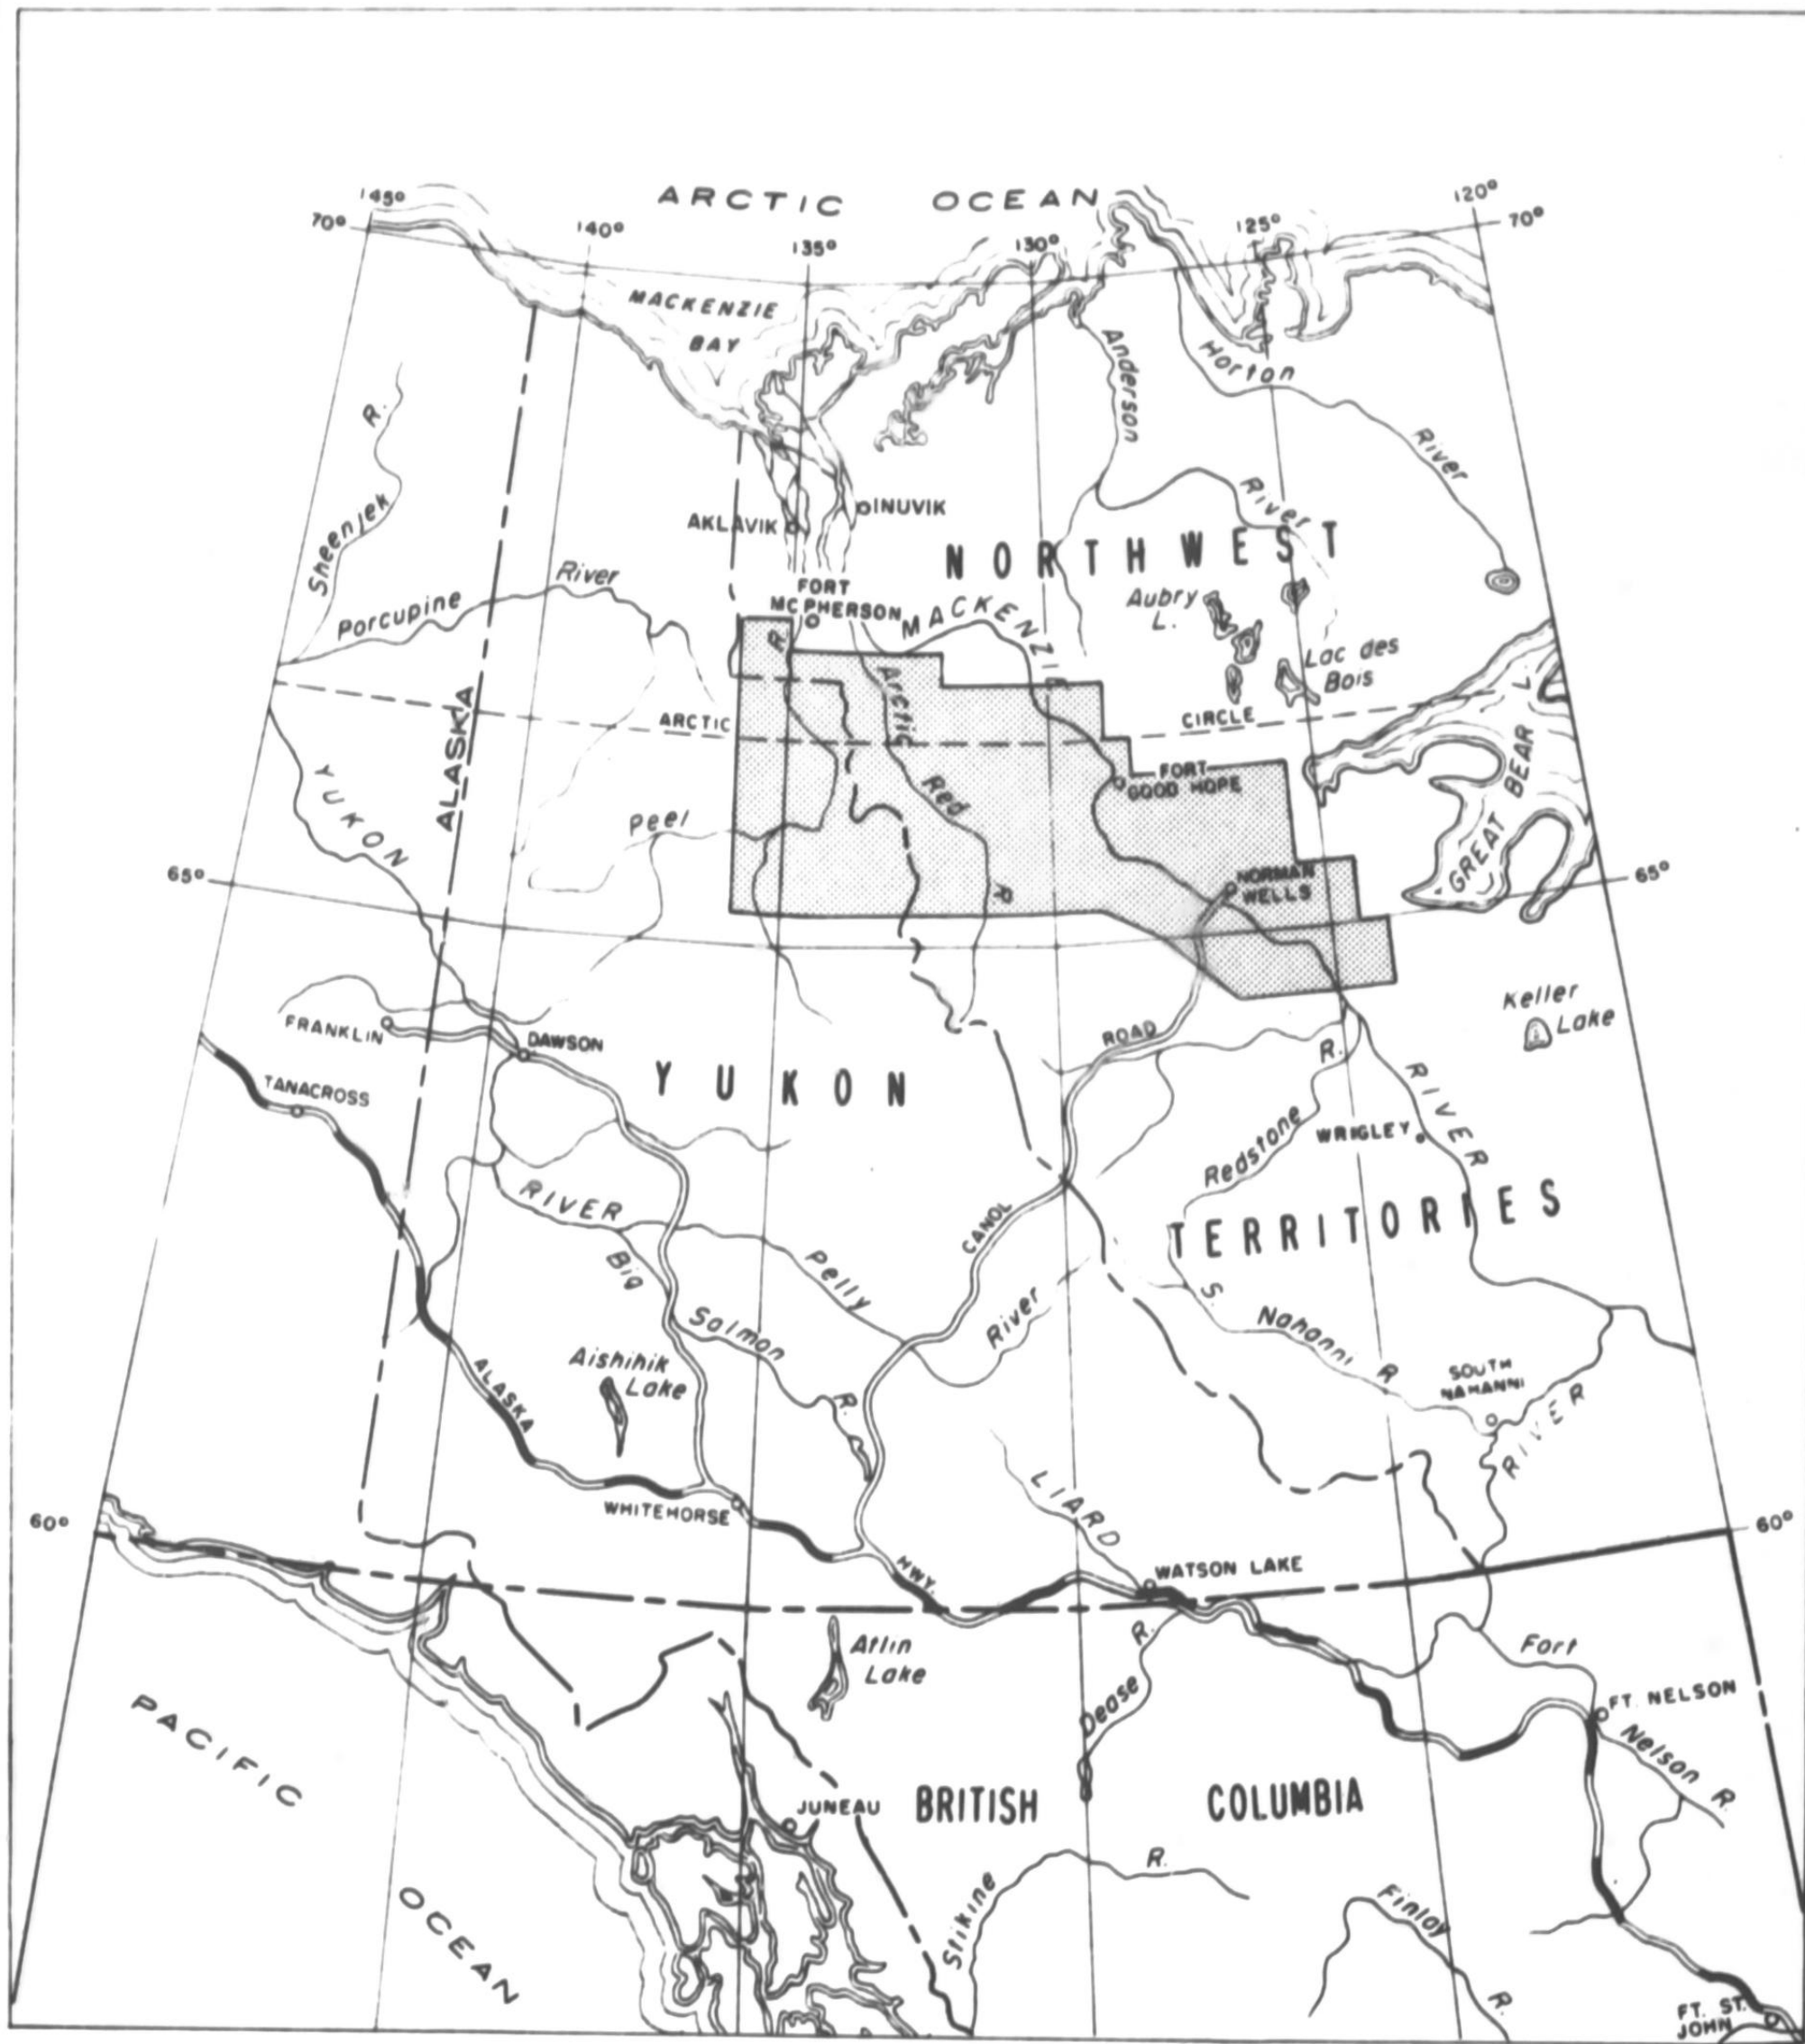 ARCTIC OCEAN
145°
70°
140°
135°
130°
125°
120°
70°
MACKENZIE
BAY
Anderson
River
Horton
River
Sheenjek R.
Porcupine River
AKLAVIK
INUVIK
NORTHWEST
FORT
MC PHERSON
MACKENZIE
Aubry
L.
Lac des
Bois
R.
Arctic
Red
R
ARCTIC
CIRCLE
ALASKA
YUKON
Peel
FORT
GOOD HOPE
GREAT BEAR L
NORMAN
WELLS
65°
65°
Keller
Lake
FRANKLIN
DAWSON
TANACROSS
YUKON
ROAD
R.
RIVER
Redstone
WRIGLEY
TERRITORIES
RIVER
CANOL
Big
Salmon
R.
Pelly
River
S.
Nahanni
R
SOUTH
NAHANNI
RIVER
Aishihik
Lake
ALASKA
WHITEHORSE
LIARD
HWY.
WATSON LAKE
60°
60°
Atlin
Lake
Dease R.
Fort
FT. NELSON
Nelson R.
PACIFIC
OCEAN
JUNEAU
BRITISH COLUMBIA
Stikine
R.
Finlay
R.
FT. ST.
JOHN